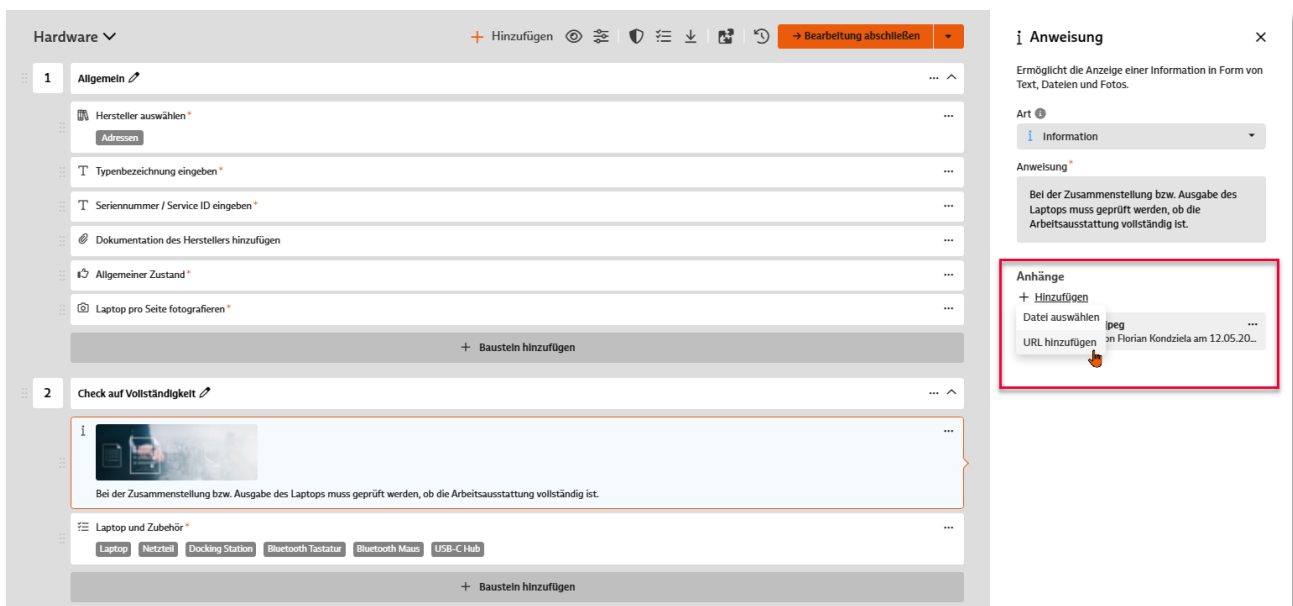 Hardware
Hinzufügen
→ Bearbeitung abschließen
1
Allgemein
Hersteller auswählen*
Adressen
Typenbezeichnung eingeben*
Seriennummer / Service ID eingeben*
Dokumentation des Herstellers hinzufügen
Allgemeiner Zustand*
Laptop pro Seite fotografieren*
+ Baustein hinzufügen
2
Check auf Vollständigkeit
Bei der Zusammenstellung bzw. Ausgabe des Laptops muss geprüft werden, ob die Arbeitsausstattung vollständig ist.
Laptop und Zubehör*
Laptop Netzteil Docking Station Bluetooth Tastatur Bluetooth Maus USB-C Hub
+ Baustein hinzufügen
Anweisung
Ermöglicht die Anzeige einer Information in Form von
Text, Dateien und Fotos.
Art
Information
Anweisung*
Bei der Zusammenstellung bzw. Ausgabe des
Laptops muss geprüft werden, ob die
Arbeitsausstattung vollständig ist.
Anhänge
+ Hinzufügen
Datei auswählen
URL hinzufügen
Florian Kondziela am 12.05.20...